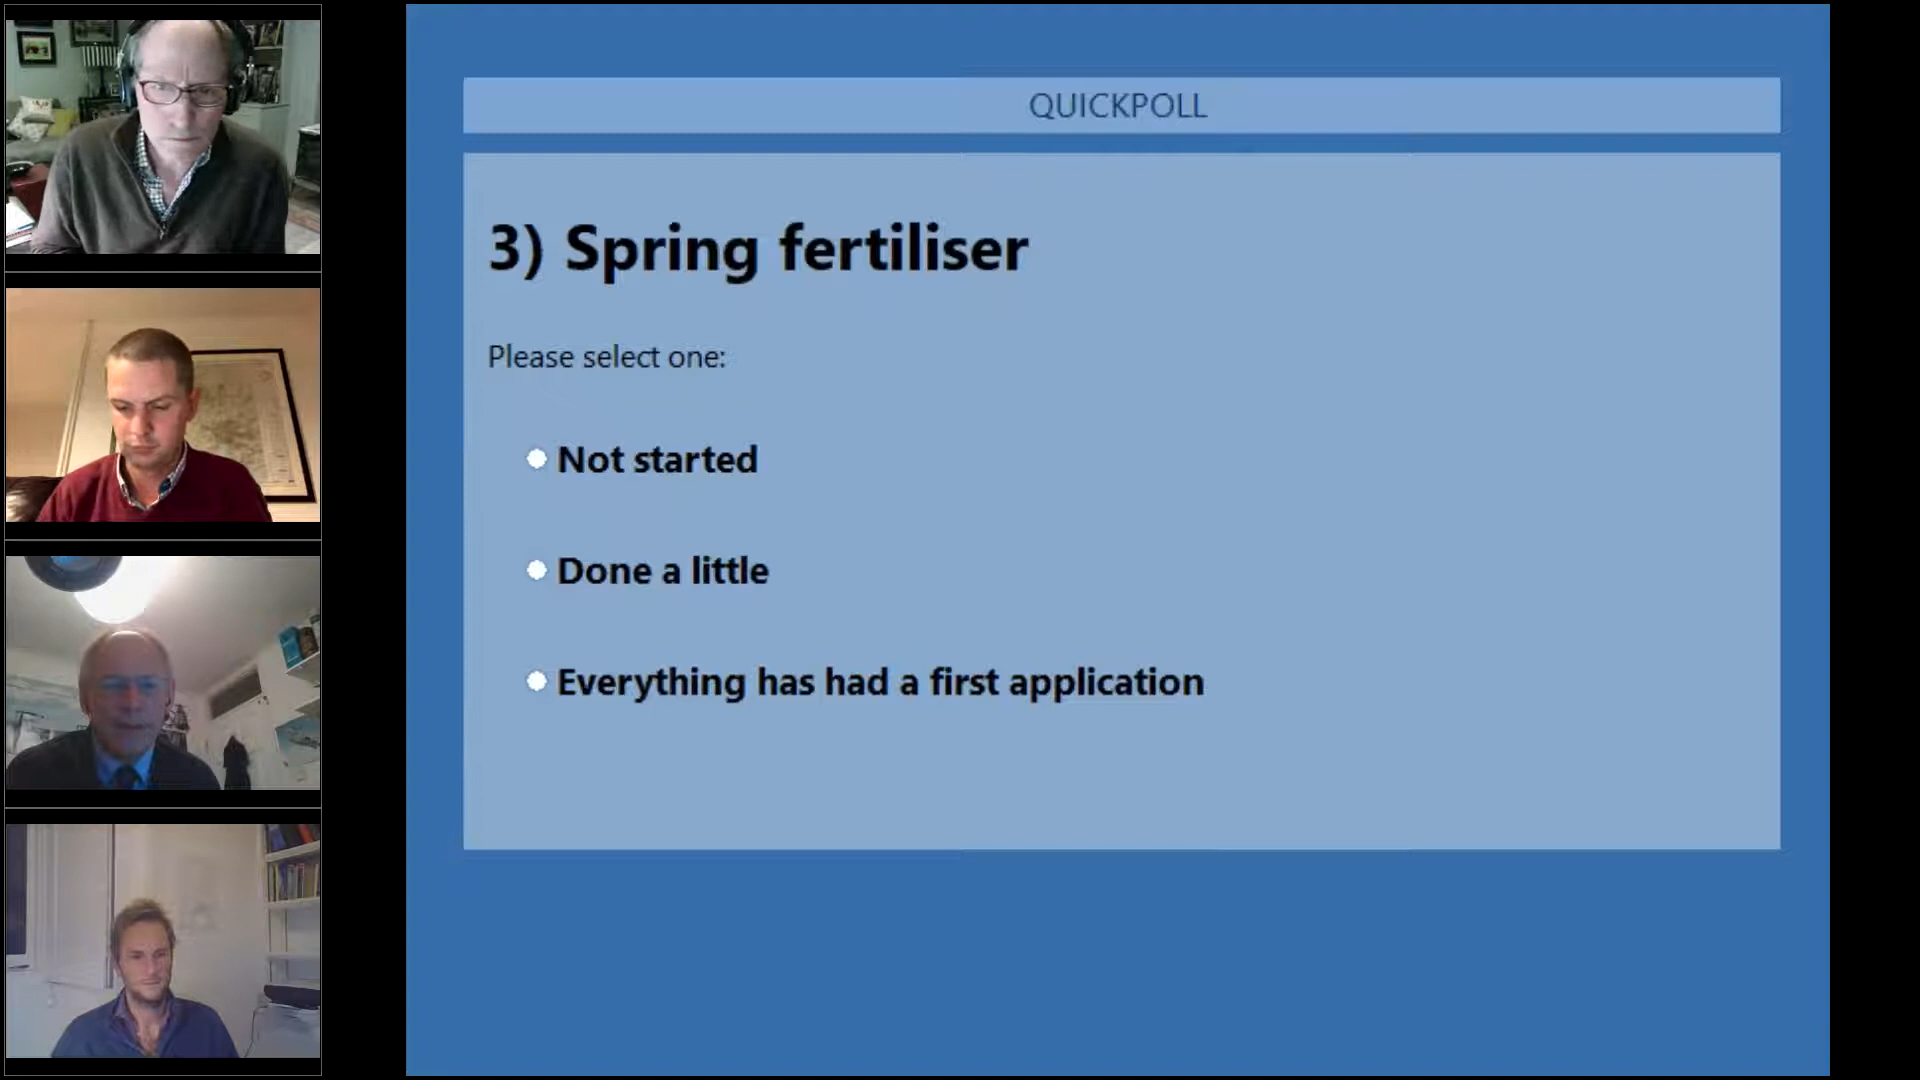 QUICKPOLL
3) Spring fertiliser
Please select one:
Not started
Done a little
Everything has had a first application